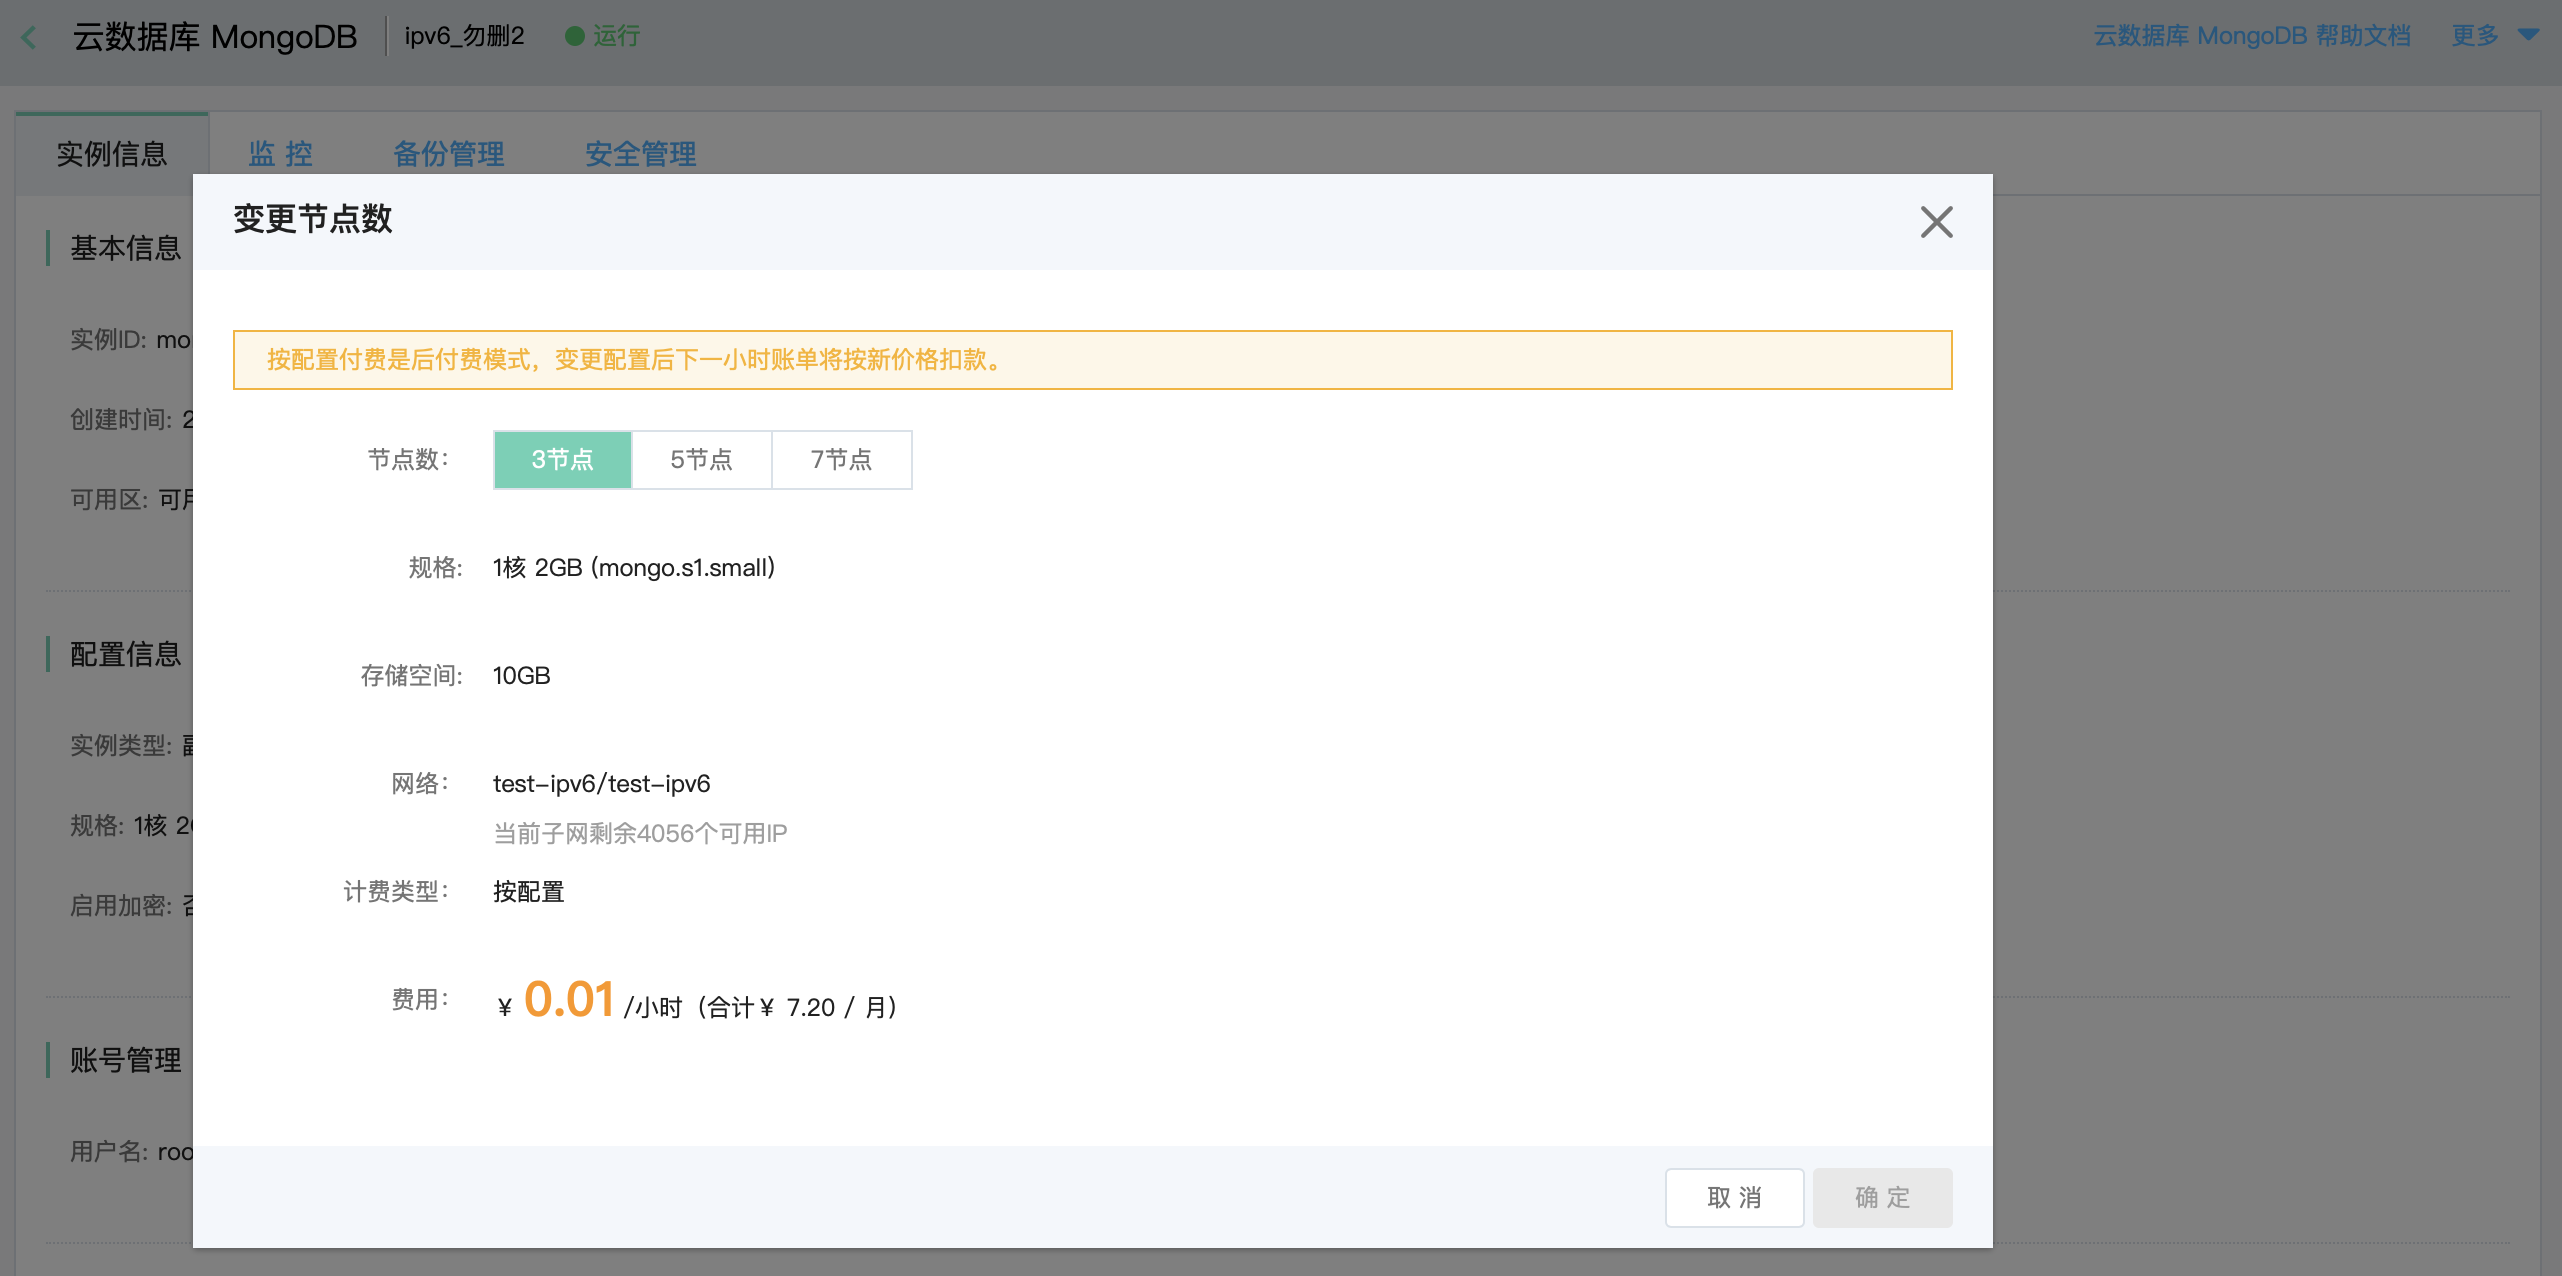 云数据库 MongoDB ipv6_勿删2 运行 云数据库 MongoDB 帮助文档 更多
实例信息 监 控 备份管理 安全管理
变更节点数
基本信息
实例ID: mo
按配置付费是后付费模式，变更配置后下一小时账单将按新价格扣款。
创建时间: 2
节点数： 3节点 5节点 7节点
可用区: 可
规格: 1核 2GB (mongo.s1.small)
配置信息
存储空间: 10GB
实例类型:
网络： test-ipv6/test-ipv6
规格: 1核 2
当前子网剩余4056个可用IP
计费类型： 按配置
启用加密:
费用： ¥ 0.01 /小时（合计¥ 7.20 / 月）
账号管理
用户名: roo
取 消 确 定